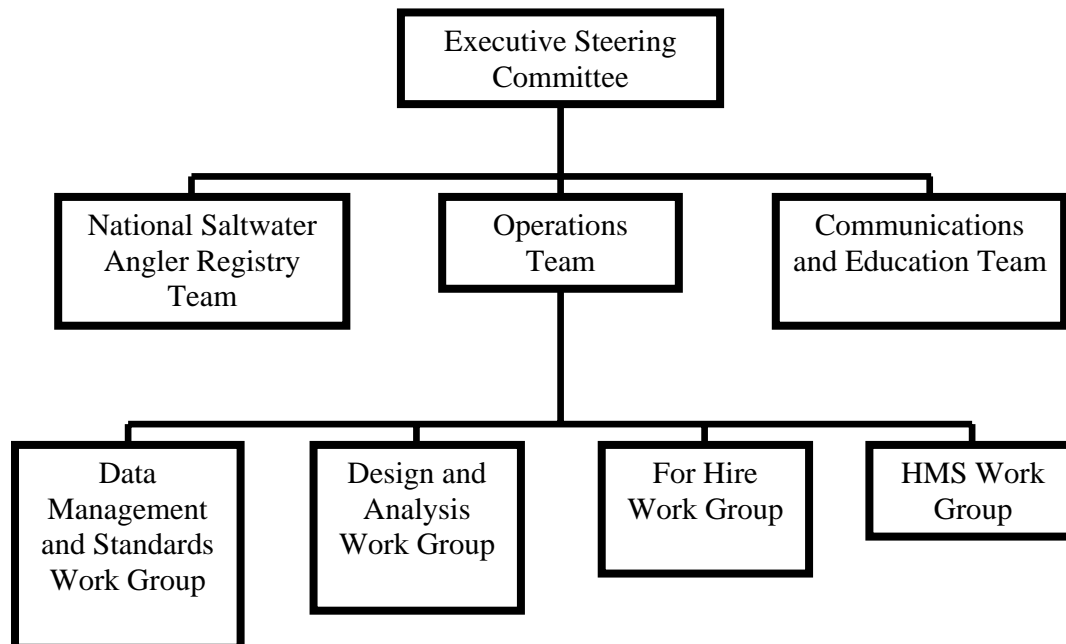 Executive Steering
Committee
National Saltwater
Angler Registry
Team
Operations
Team
Communications
and Education Team
Data
Management
and Standards
Work Group
Design and
Analysis
Work Group
For Hire
Work Group
HMS Work
Group